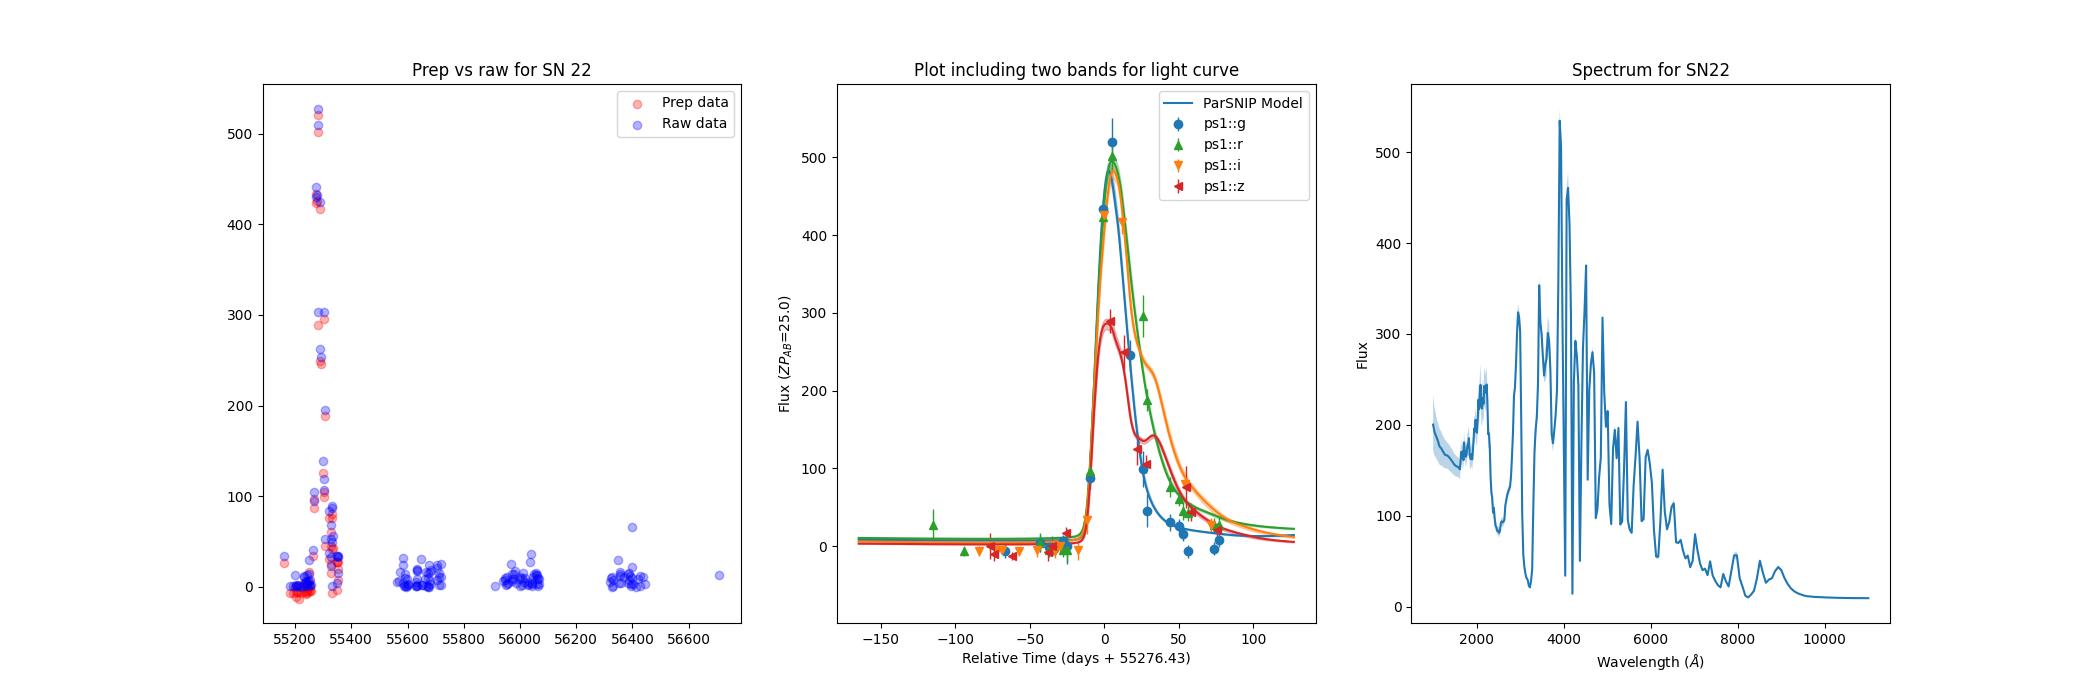 Prep vs raw for SN 22
Prep data
Raw data
500
400
300
200
100
0
55200
55400
55600
55800
56000
56200
56400
56600
Plot including two bands for light curve
ParSNIP Model
ps1::g
ps1::r
ps1::i
ps1::z
Flux (ZP_AB=25.0)
500
400
300
200
100
0
−150
−100
−50
0
50
100
Relative Time (days + 55276.43)
Spectrum for SN22
Flux
500
400
300
200
100
0
2000
4000
6000
8000
10000
Wavelength (Å)